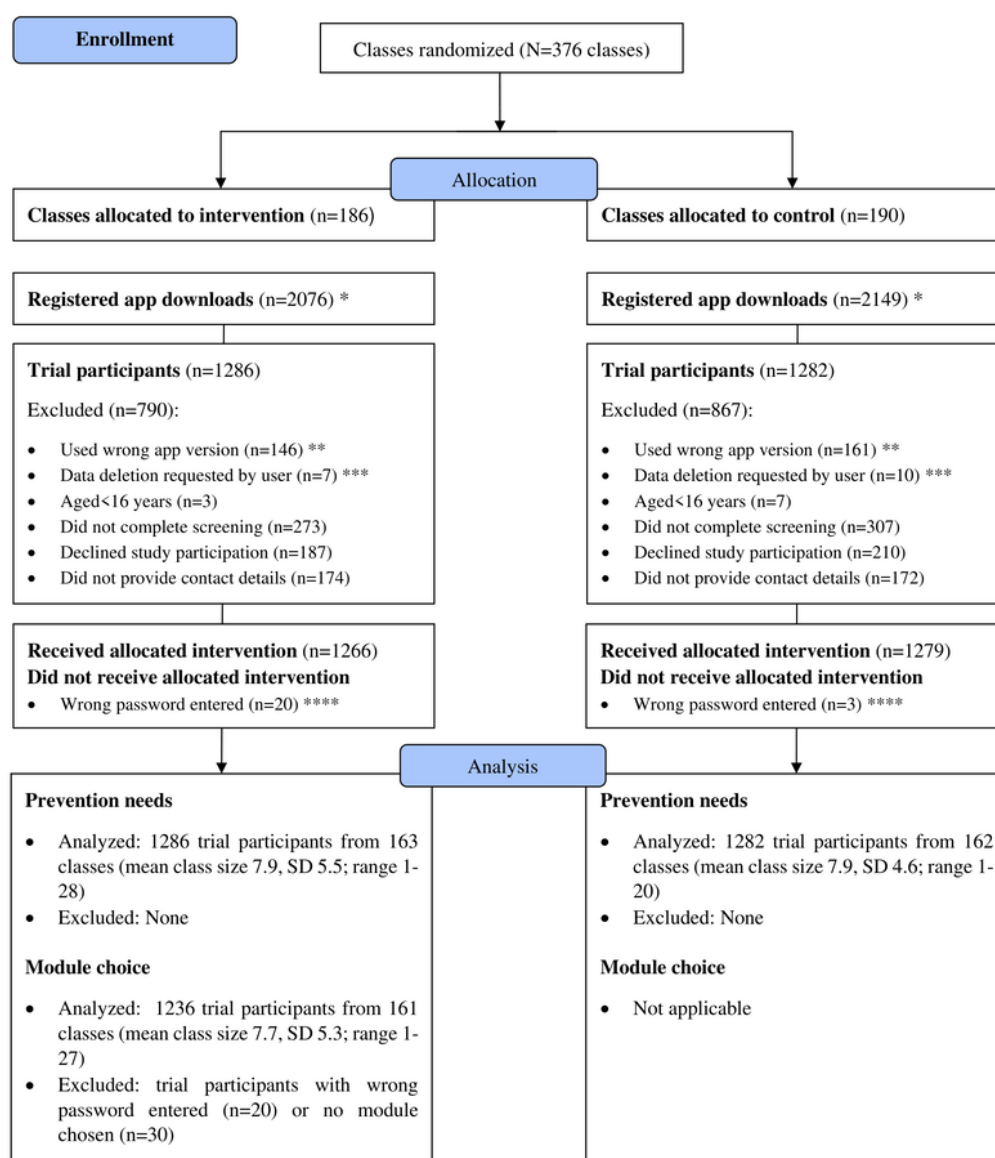 Enrollment
Classes randomized (N=376 classes)
Allocation
Classes allocated to intervention (n=186)
Classes allocated to control (n=190)
Registered app downloads (n=2076) *
Registered app downloads (n=2149) *
Trial participants (n=1286)
Excluded (n=790):
• Used wrong app version (n=146) **
• Data deletion requested by user (n=7) ***
• Aged<16 years (n=3)
• Did not complete screening (n=273)
• Declined study participation (n=187)
• Did not provide contact details (n=174)
Trial participants (n=1282)
Excluded (n=867):
• Used wrong app version (n=161) **
• Data deletion requested by user (n=10) ***
• Aged<16 years (n=7)
• Did not complete screening (n=307)
• Declined study participation (n=210)
• Did not provide contact details (n=172)
Received allocated intervention (n=1266)
Did not receive allocated intervention
• Wrong password entered (n=20) ****
Received allocated intervention (n=1279)
Did not receive allocated intervention
• Wrong password entered (n=3) ****
Analysis
Prevention needs
• Analyzed: 1286 trial participants from 163
classes (mean class size 7.9, SD 5.5; range 1-
28)
• Excluded: None
Module choice
• Analyzed: 1236 trial participants from 161
classes (mean class size 7.7, SD 5.3; range 1-
27)
• Excluded: trial participants with wrong
password entered (n=20) or no module
chosen (n=30)
Prevention needs
• Analyzed: 1282 trial participants from 162
classes (mean class size 7.9, SD 4.6; range 1-
20)
• Excluded: None
Module choice
• Not applicable